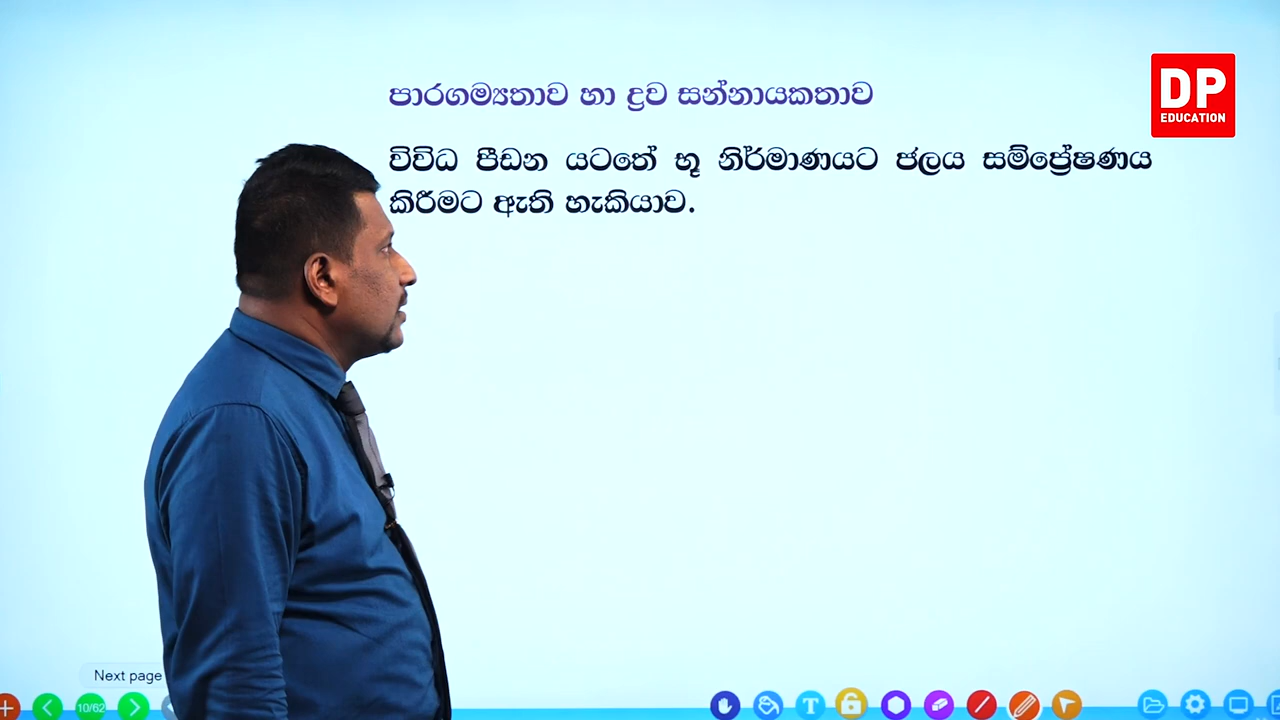 DP
EDUCATION
පාරගම්‍යතාව හා ද්‍රව සන්නායකතාව
විවිධ පීඩන යටතේ භූ නිර්මාණයට ජලය සම්ප්‍රේෂණය
කිරීමට ඇති හැකියාව.
Next page
10/62